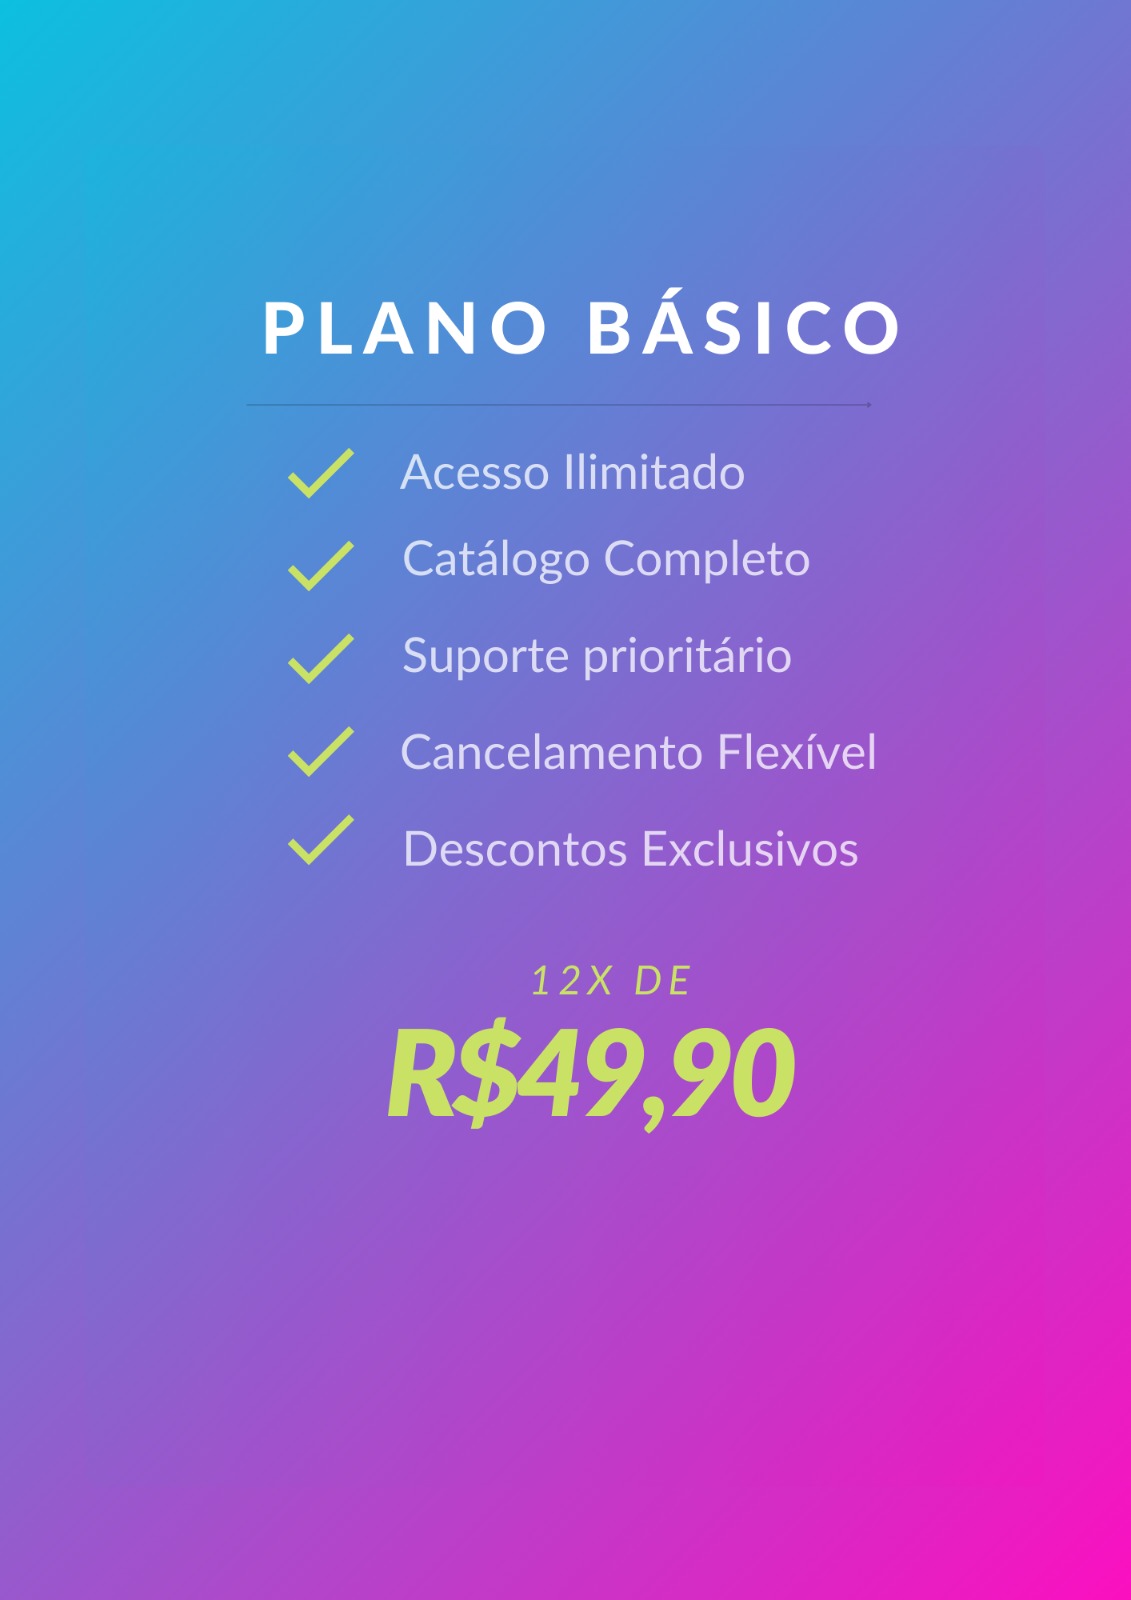 PLANO BÁSICO
Acesso Ilimitado
Catálogo Completo
Suporte prioritário
Cancelamento Flexível
Descontos Exclusivos
12X DE
R$49,90